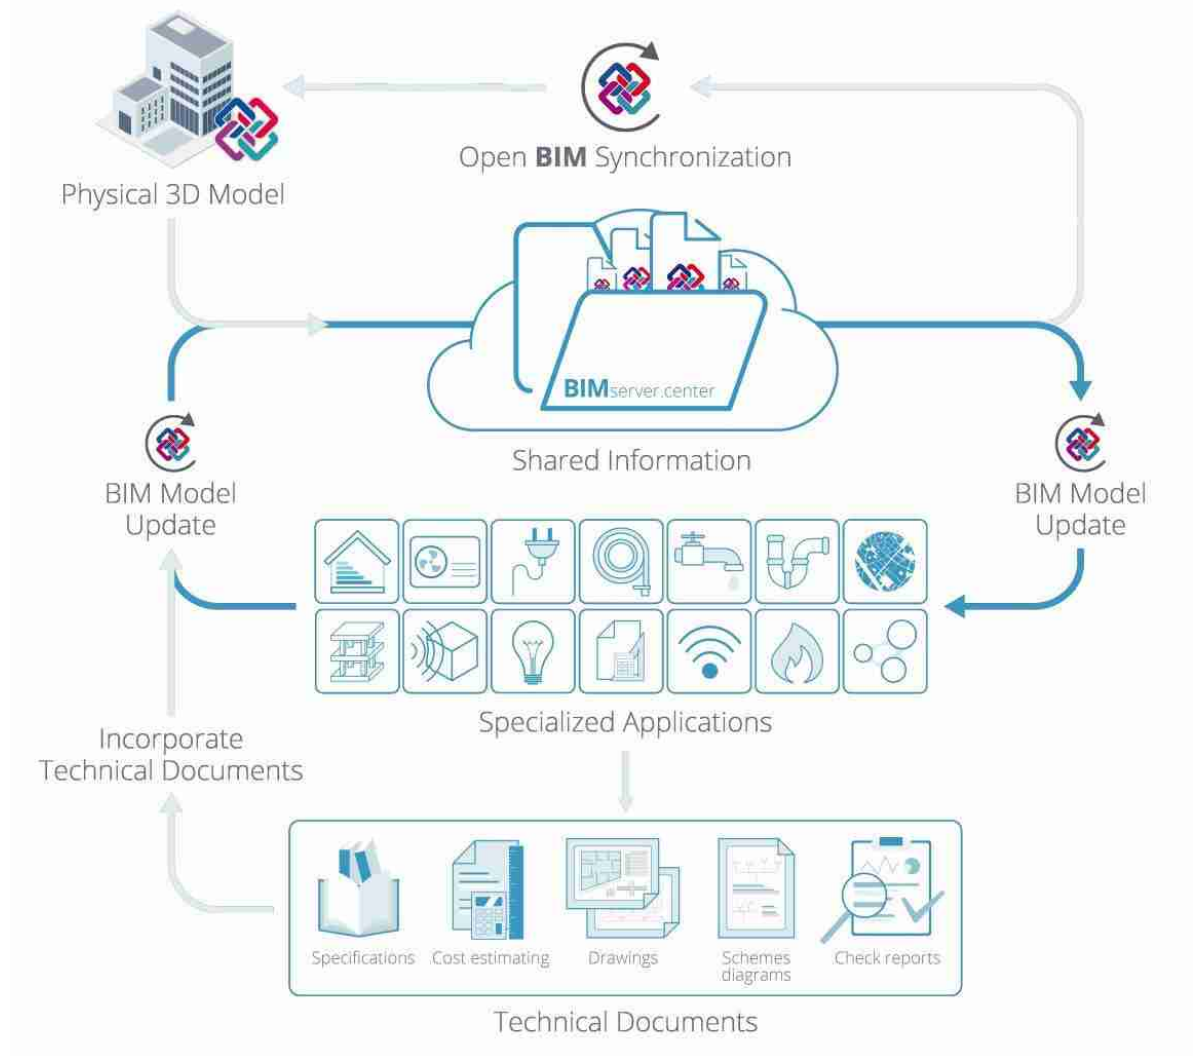 Open BIM Synchronization
Physical 3D Model
BIMserver.center
Shared Information
BIM Model
Update
BIM Model
Update
Specialized Applications
Incorporate
Technical Documents
Specifications
Cost estimating
Drawings
Schemes
diagrams
Check reports
Technical Documents